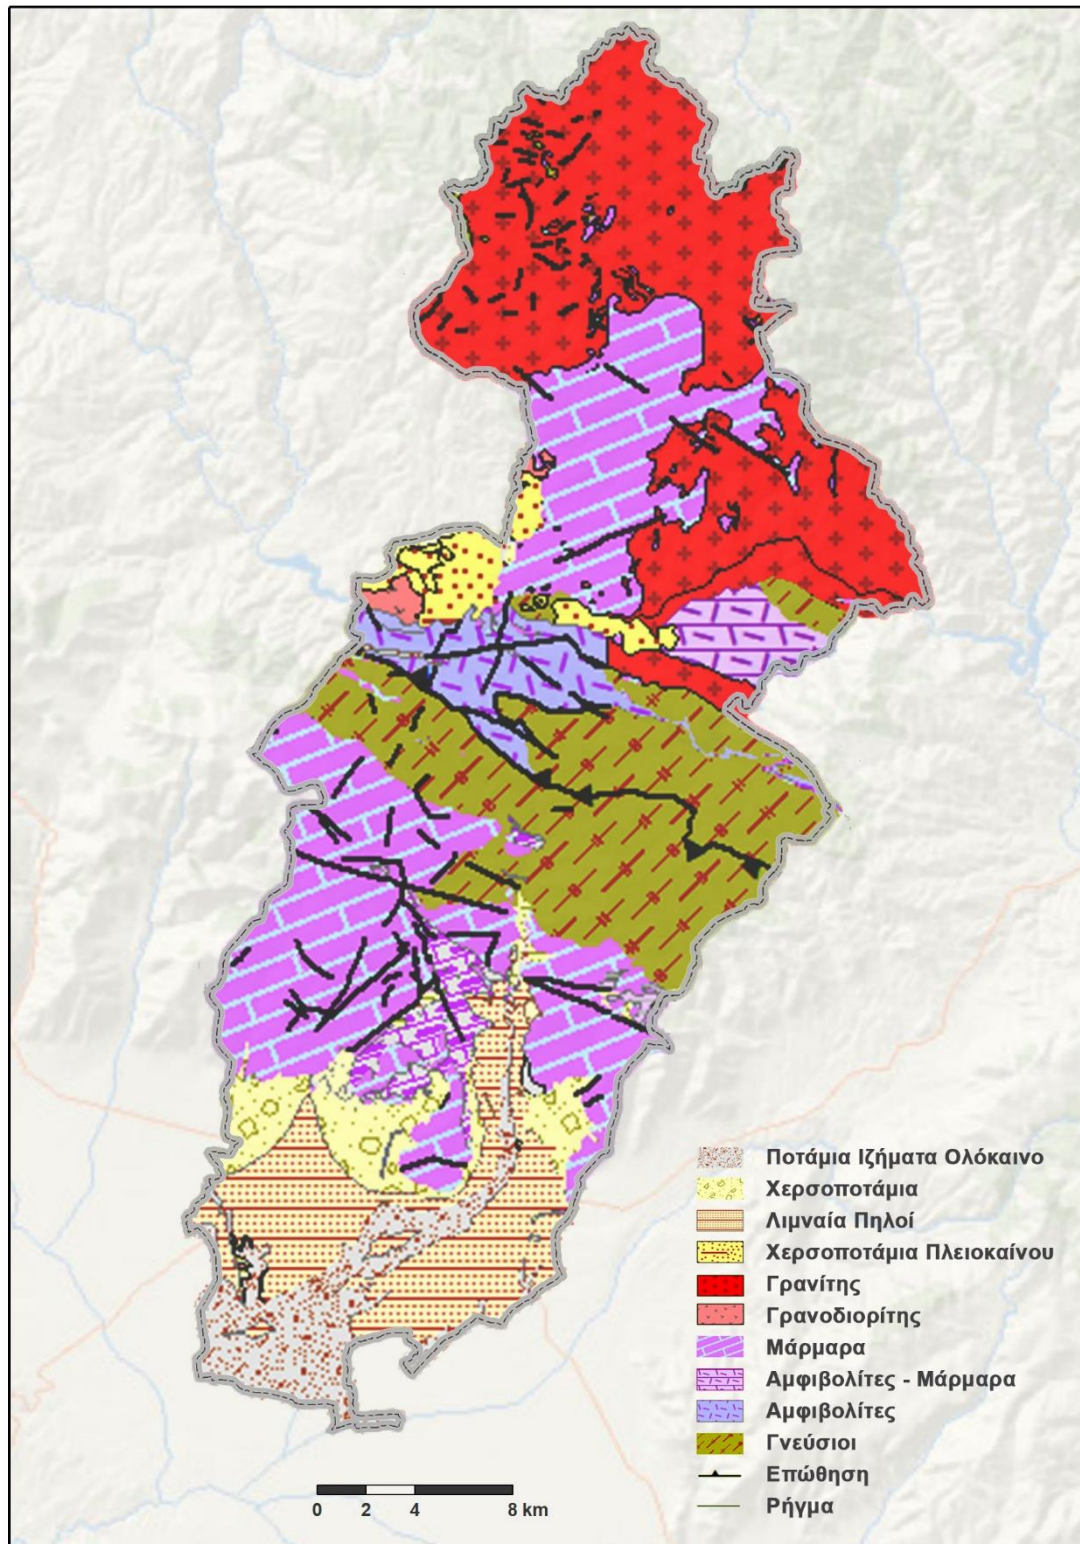 Ποτάμια Ιζήματα Ολόκαινο
Χερσοποτάμια
Λιμναία Πηλοί
Χερσοποτάμια Πλειοκαίνου
Γρανίτης
Γρανοδιορίτης
Μάρμαρα
Αμφιβολίτες - Μάρμαρα
Αμφιβολίτες
Γνεύσιοι
Επώθηση
Ρήγμα
0 2 4 8 km